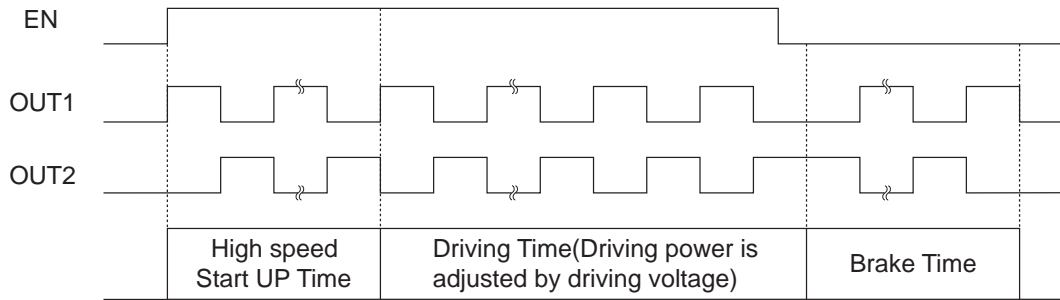 EN
OUT1
OUT2
High speed
Start UP Time
Driving Time(Driving power is
adjusted by driving voltage)
Brake Time